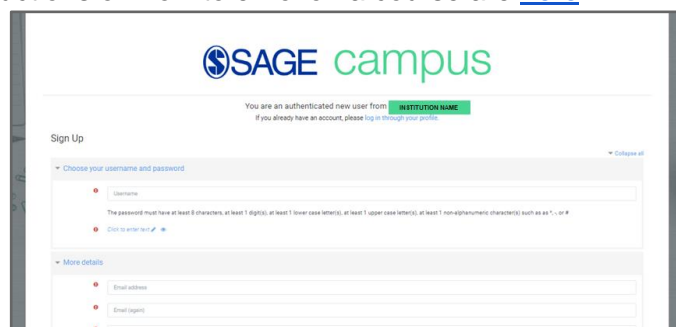 SAGE campus
You are an authenticated new user from INSTITUTION NAME
If you already have an account, please log in through your profile.
Sign Up
Collapse all
Choose your username and password
Username
The password must have at least 8 characters, at least 1 digit(s), at least 1 lower case letter(s), at least 1 upper case letter(s), at least 1 non-alphanumeric character(s) such as as *, -, or #
Click to enter text
More details
Email address
Email (again)